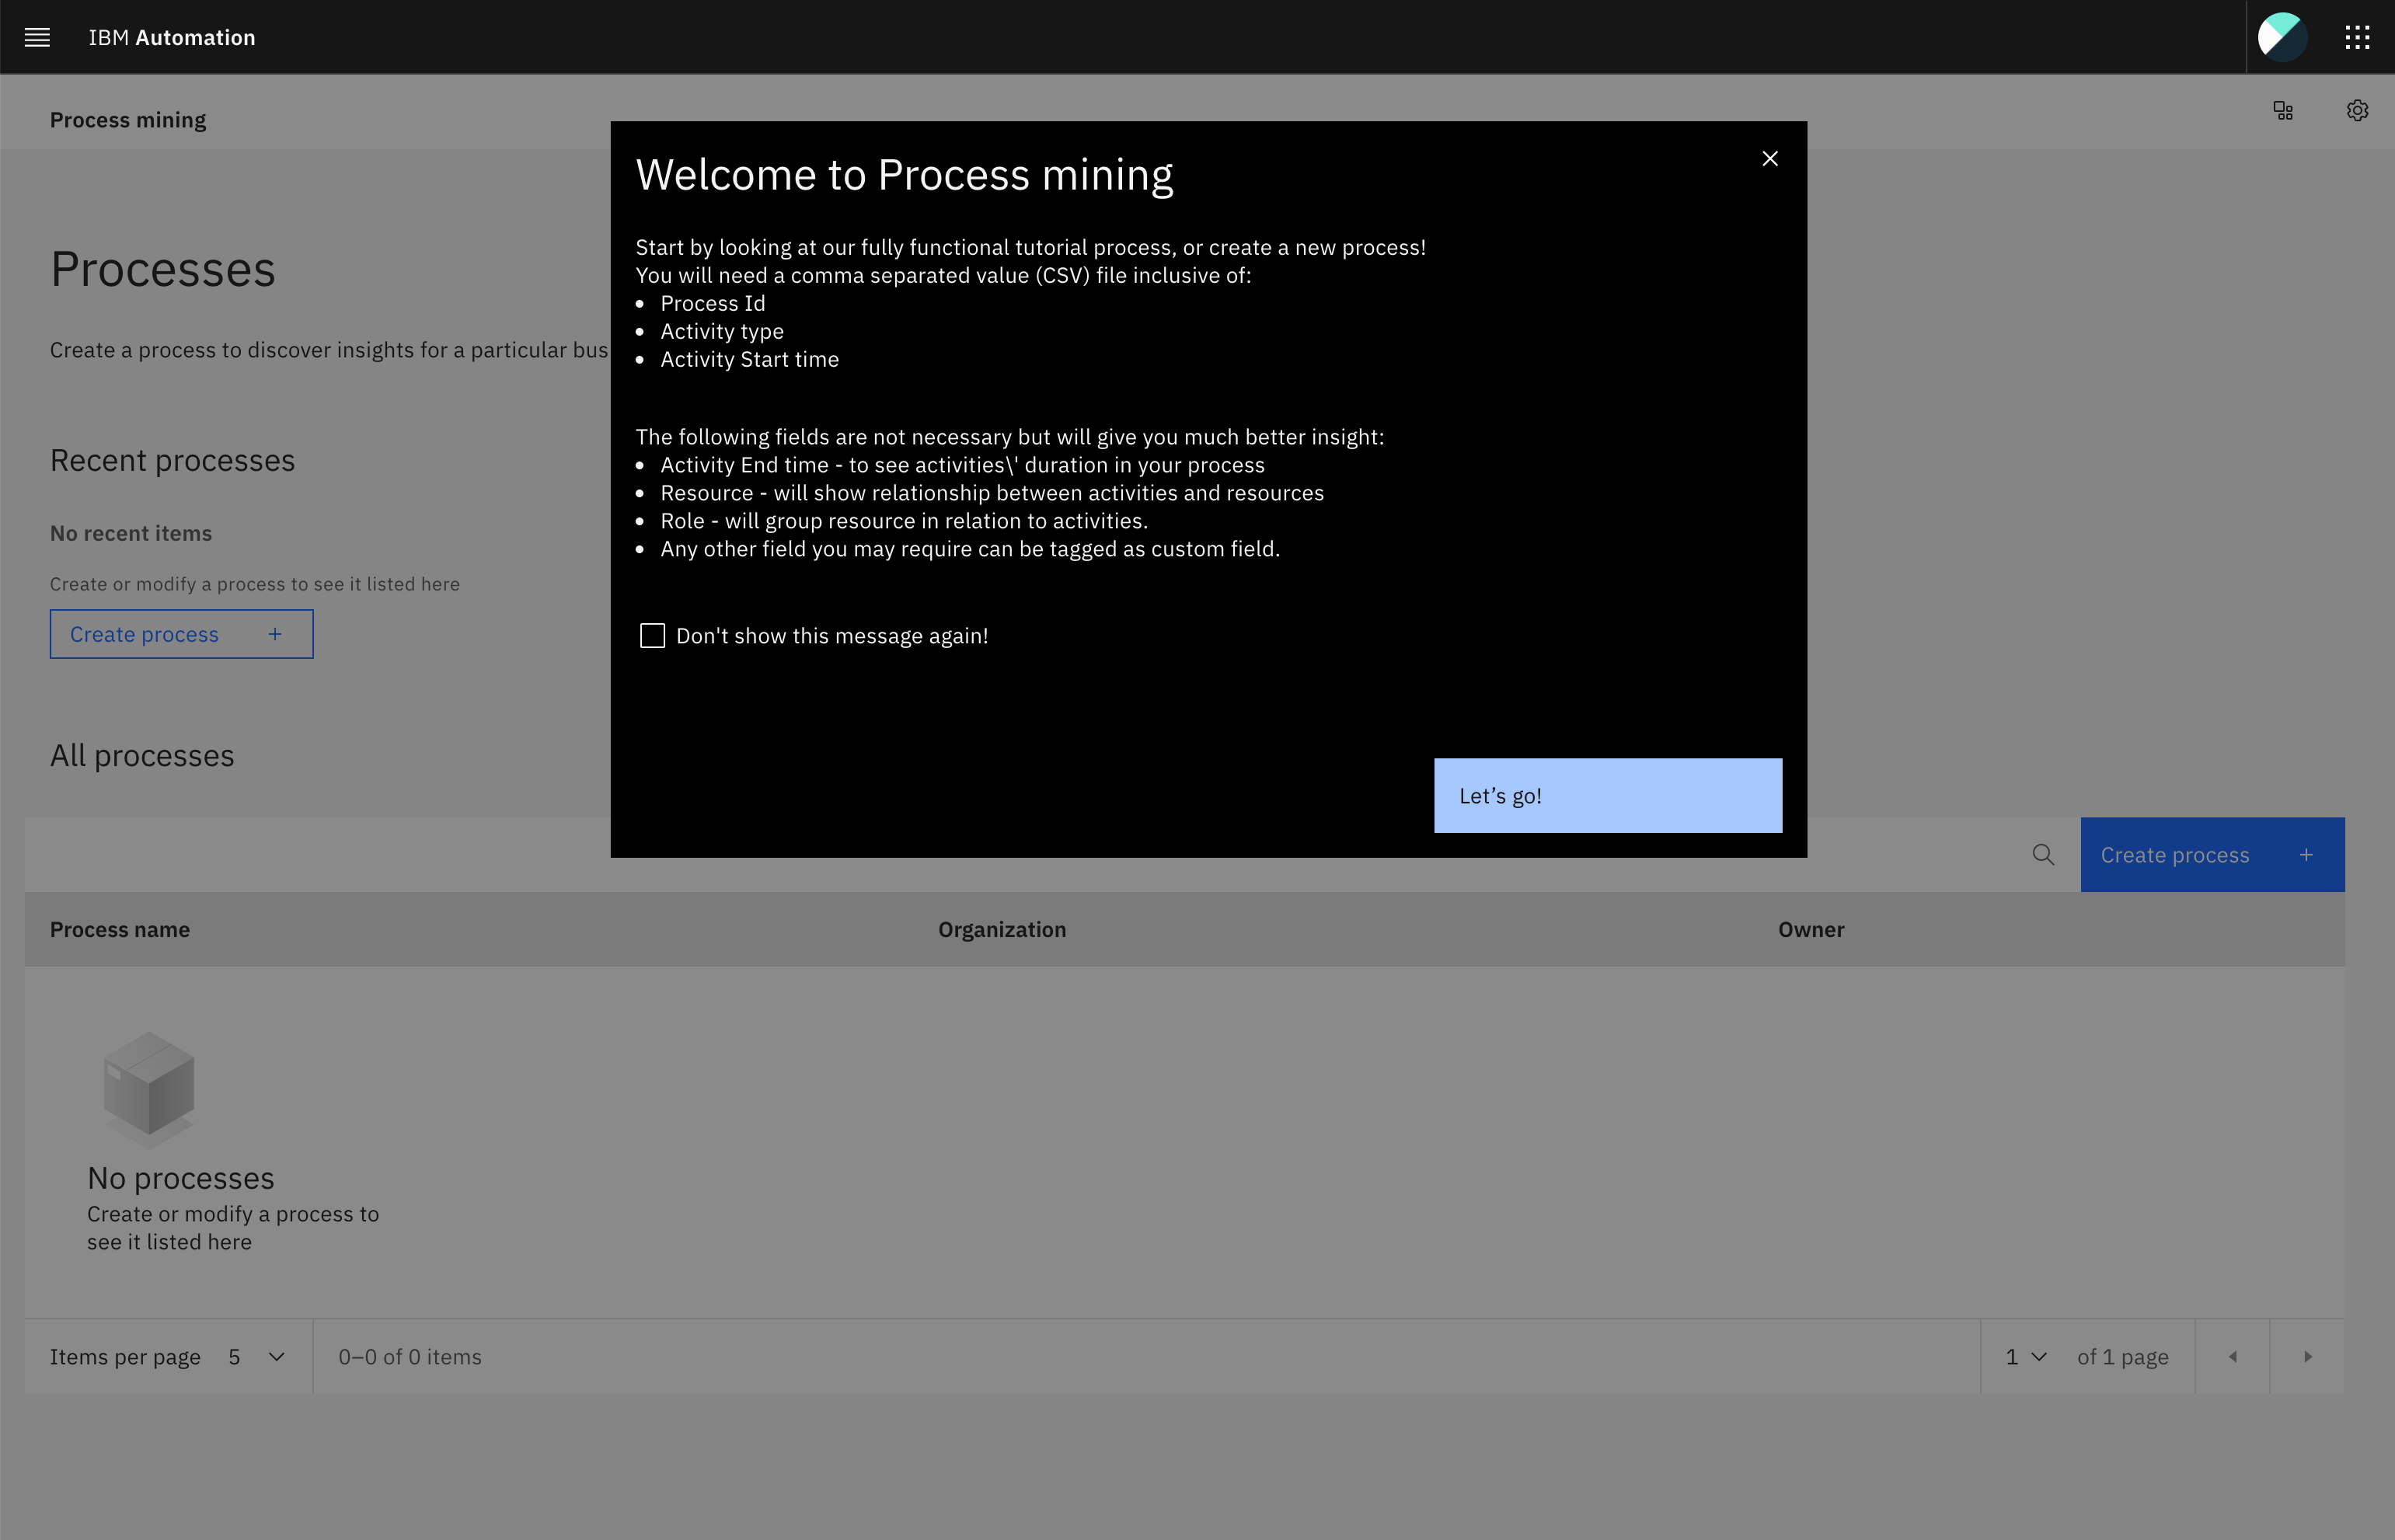 IBM Automation
Process mining
Processes
Create a process to discover insights for a particular bus
Recent processes
No recent items
Create or modify a process to see it listed here
Create process
All processes
Welcome to Process mining
Start by looking at our fully functional tutorial process, or create a new process!
You will need a comma separated value (CSV) file inclusive of:
• Process Id
• Activity type
• Activity Start time
The following fields are not necessary but will give you much better insight:
• Activity End time - to see activities\' duration in your process
• Resource - will show relationship between activities and resources
• Role - will group resource in relation to activities.
• Any other field you may require can be tagged as custom field.
Don't show this message again!
Let’s go!
Create process
Process name Organization Owner
No processes
Create or modify a process to
see it listed here
Items per page 5 0–0 of 0 items 1 of 1 page